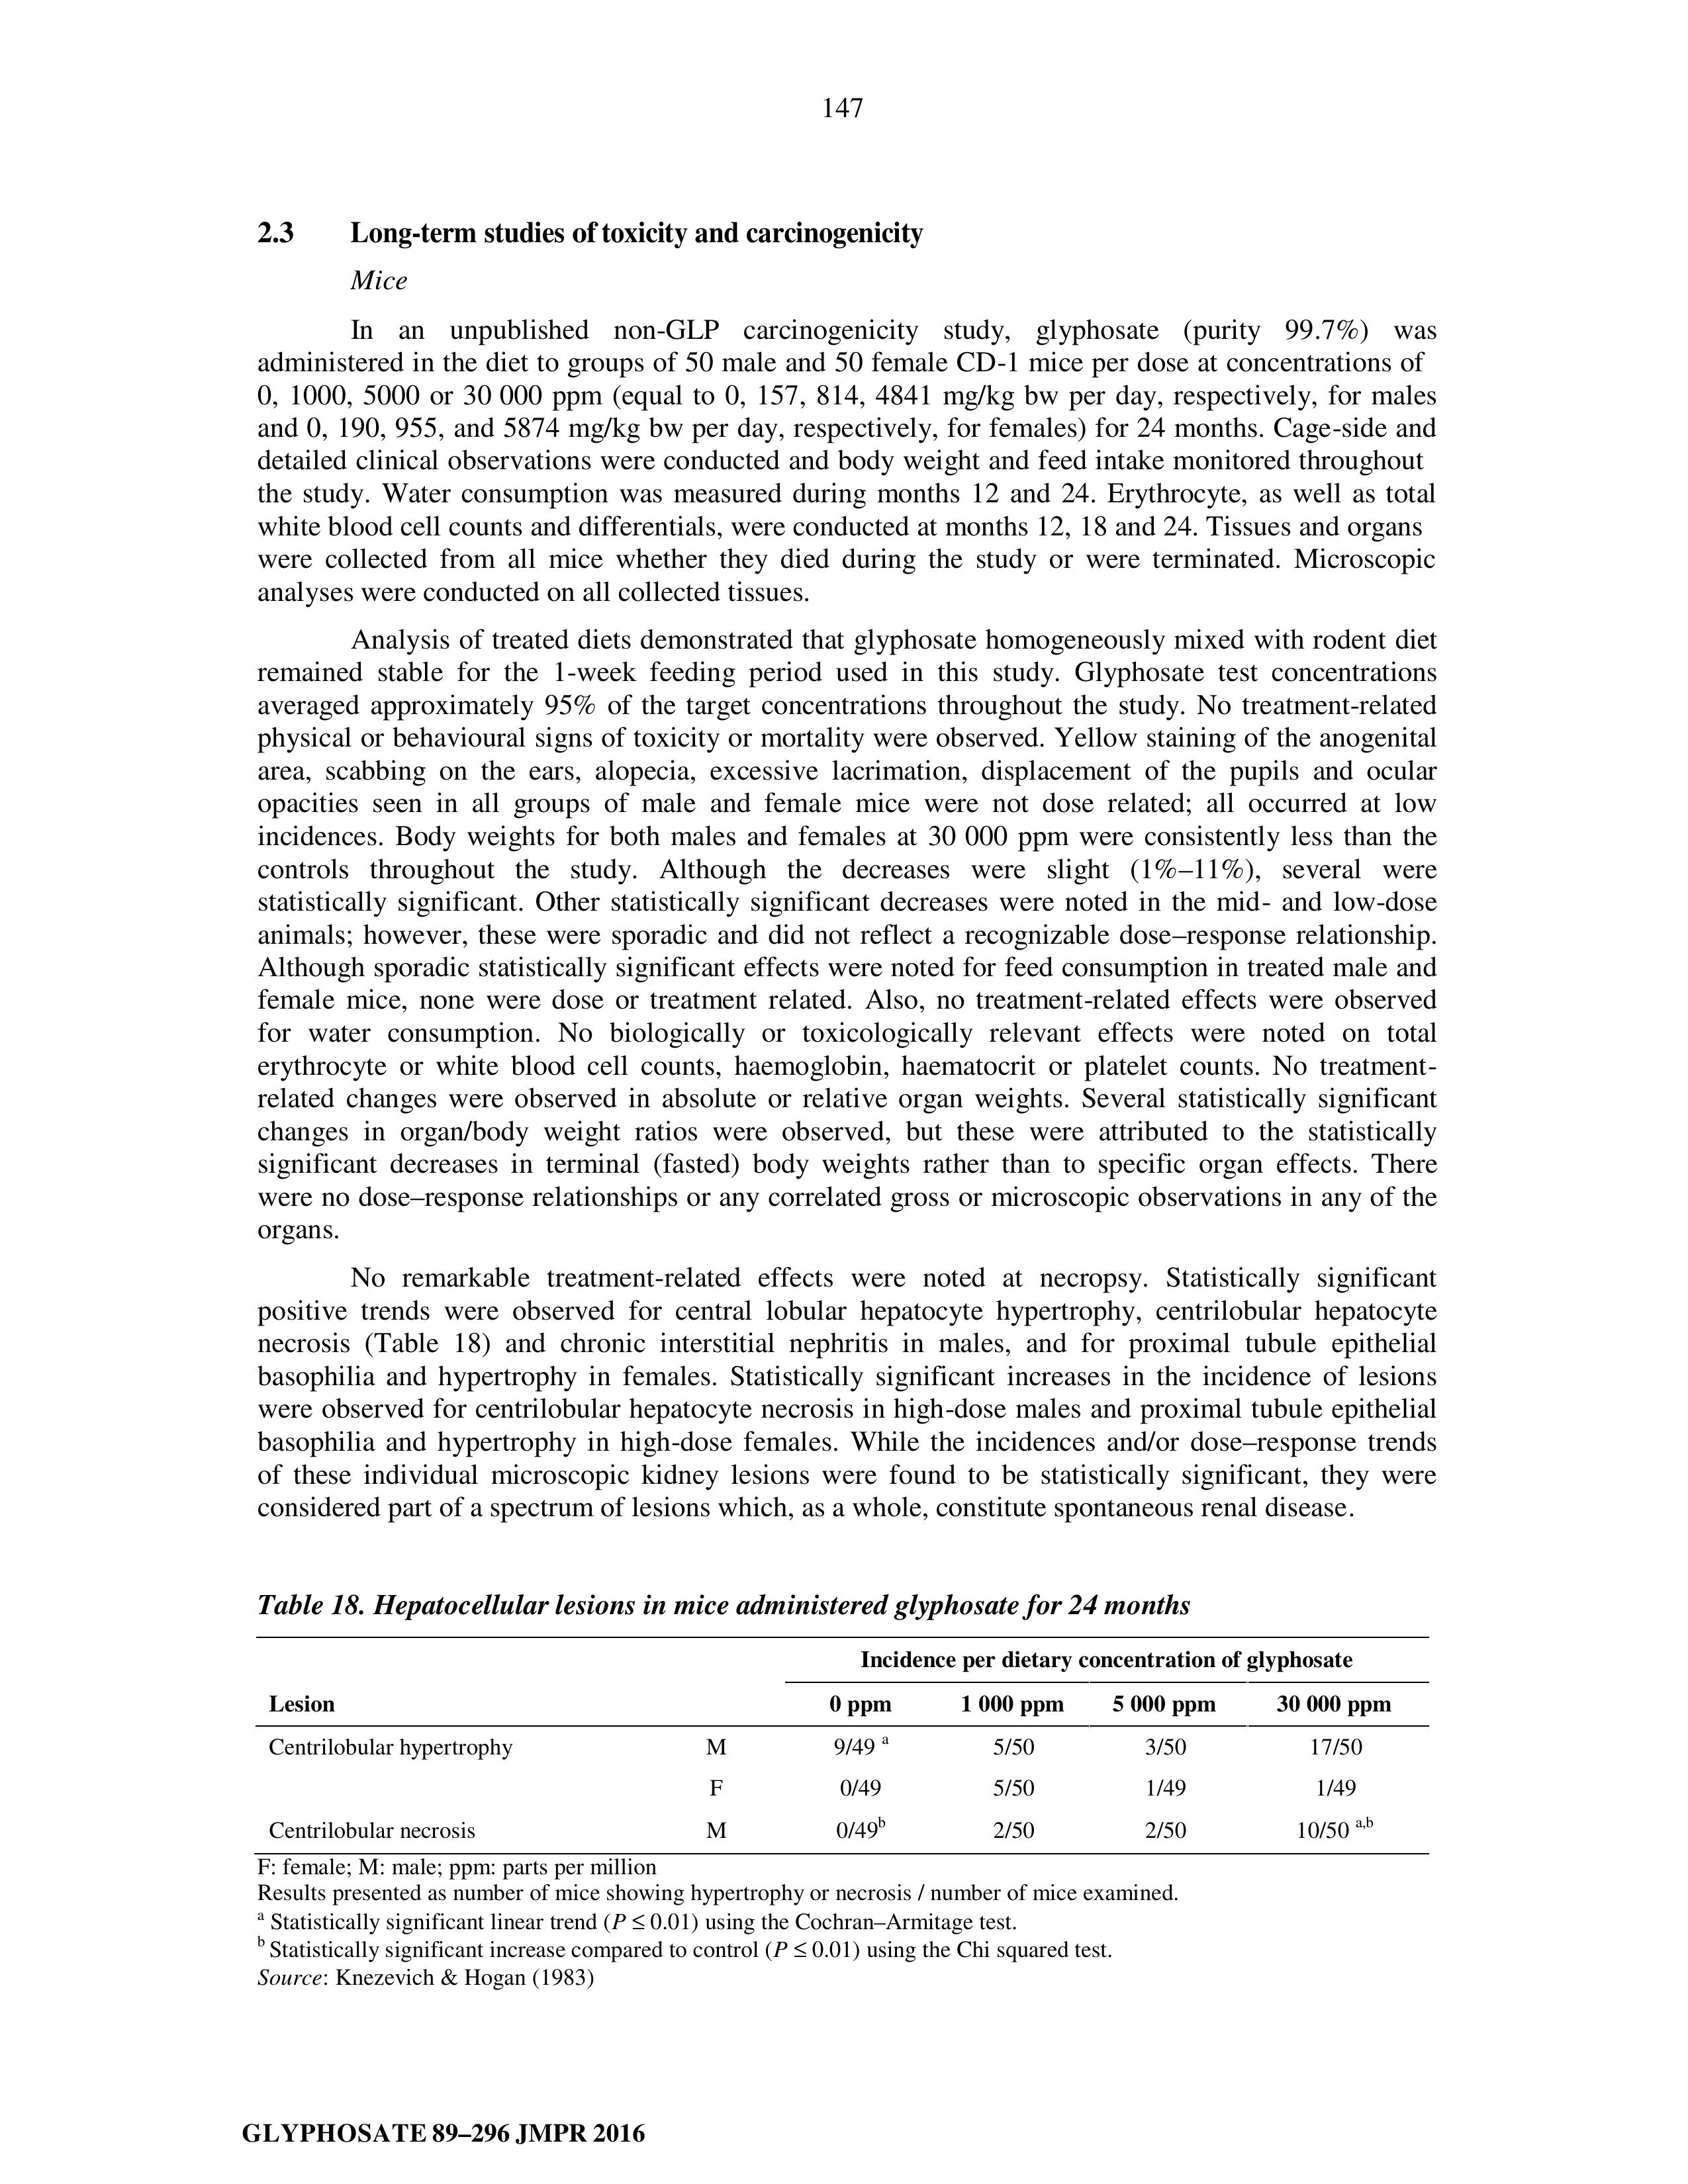 147
2.3 Long-term studies of toxicity and carcinogenicity
Mice
In an unpublished non-GLP carcinogenicity study, glyphosate (purity 99.7%) was
administered in the diet to groups of 50 male and 50 female CD-1 mice per dose at concentrations of
0, 1000, 5000 or 30 000 ppm (equal to 0, 157, 814, 4841 mg/kg bw per day, respectively, for males
and 0, 190, 955, and 5874 mg/kg bw per day, respectively, for females) for 24 months. Cage-side and
detailed clinical observations were conducted and body weight and feed intake monitored throughout
the study. Water consumption was measured during months 12 and 24. Erythrocyte, as well as total
white blood cell counts and differentials, were conducted at months 12, 18 and 24. Tissues and organs
were collected from all mice whether they died during the study or were terminated. Microscopic
analyses were conducted on all collected tissues.
Analysis of treated diets demonstrated that glyphosate homogeneously mixed with rodent diet
remained stable for the 1-week feeding period used in this study. Glyphosate test concentrations
averaged approximately 95% of the target concentrations throughout the study. No treatment-related
physical or behavioural signs of toxicity or mortality were observed. Yellow staining of the anogenital
area, scabbing on the ears, alopecia, excessive lacrimation, displacement of the pupils and ocular
opacities seen in all groups of male and female mice were not dose related; all occurred at low
incidences. Body weights for both males and females at 30 000 ppm were consistently less than the
controls throughout the study. Although the decreases were slight (1%–11%), several were
statistically significant. Other statistically significant decreases were noted in the mid- and low-dose
animals; however, these were sporadic and did not reflect a recognizable dose–response relationship.
Although sporadic statistically significant effects were noted for feed consumption in treated male and
female mice, none were dose or treatment related. Also, no treatment-related effects were observed
for water consumption. No biologically or toxicologically relevant effects were noted on total
erythrocyte or white blood cell counts, haemoglobin, haematocrit or platelet counts. No treatment-
related changes were observed in absolute or relative organ weights. Several statistically significant
changes in organ/body weight ratios were observed, but these were attributed to the statistically
significant decreases in terminal (fasted) body weights rather than to specific organ effects. There
were no dose–response relationships or any correlated gross or microscopic observations in any of the
organs.
No remarkable treatment-related effects were noted at necropsy. Statistically significant
positive trends were observed for central lobular hepatocyte hypertrophy, centrilobular hepatocyte
necrosis (Table 18) and chronic interstitial nephritis in males, and for proximal tubule epithelial
basophilia and hypertrophy in females. Statistically significant increases in the incidence of lesions
were observed for centrilobular hepatocyte necrosis in high-dose males and proximal tubule epithelial
basophilia and hypertrophy in high-dose females. While the incidences and/or dose–response trends
of these individual microscopic kidney lesions were found to be statistically significant, they were
considered part of a spectrum of lesions which, as a whole, constitute spontaneous renal disease.
Table 18. Hepatocellular lesions in mice administered glyphosate for 24 months
Incidence per dietary concentration of glyphosate
Lesion 0 ppm 1 000 ppm 5 000 ppm 30 000 ppm
Centrilobular hypertrophy M 9/49 a 5/50 3/50 17/50
F 0/49 5/50 1/49 1/49
Centrilobular necrosis M 0/49b 2/50 2/50 10/50 a,b
F: female; M: male; ppm: parts per million
Results presented as number of mice showing hypertrophy or necrosis / number of mice examined.
a Statistically significant linear trend (P ≤ 0.01) using the Cochran–Armitage test.
b Statistically significant increase compared to control (P ≤ 0.01) using the Chi squared test.
Source: Knezevich & Hogan (1983)
GLYPHOSATE 89–296 JMPR 2016